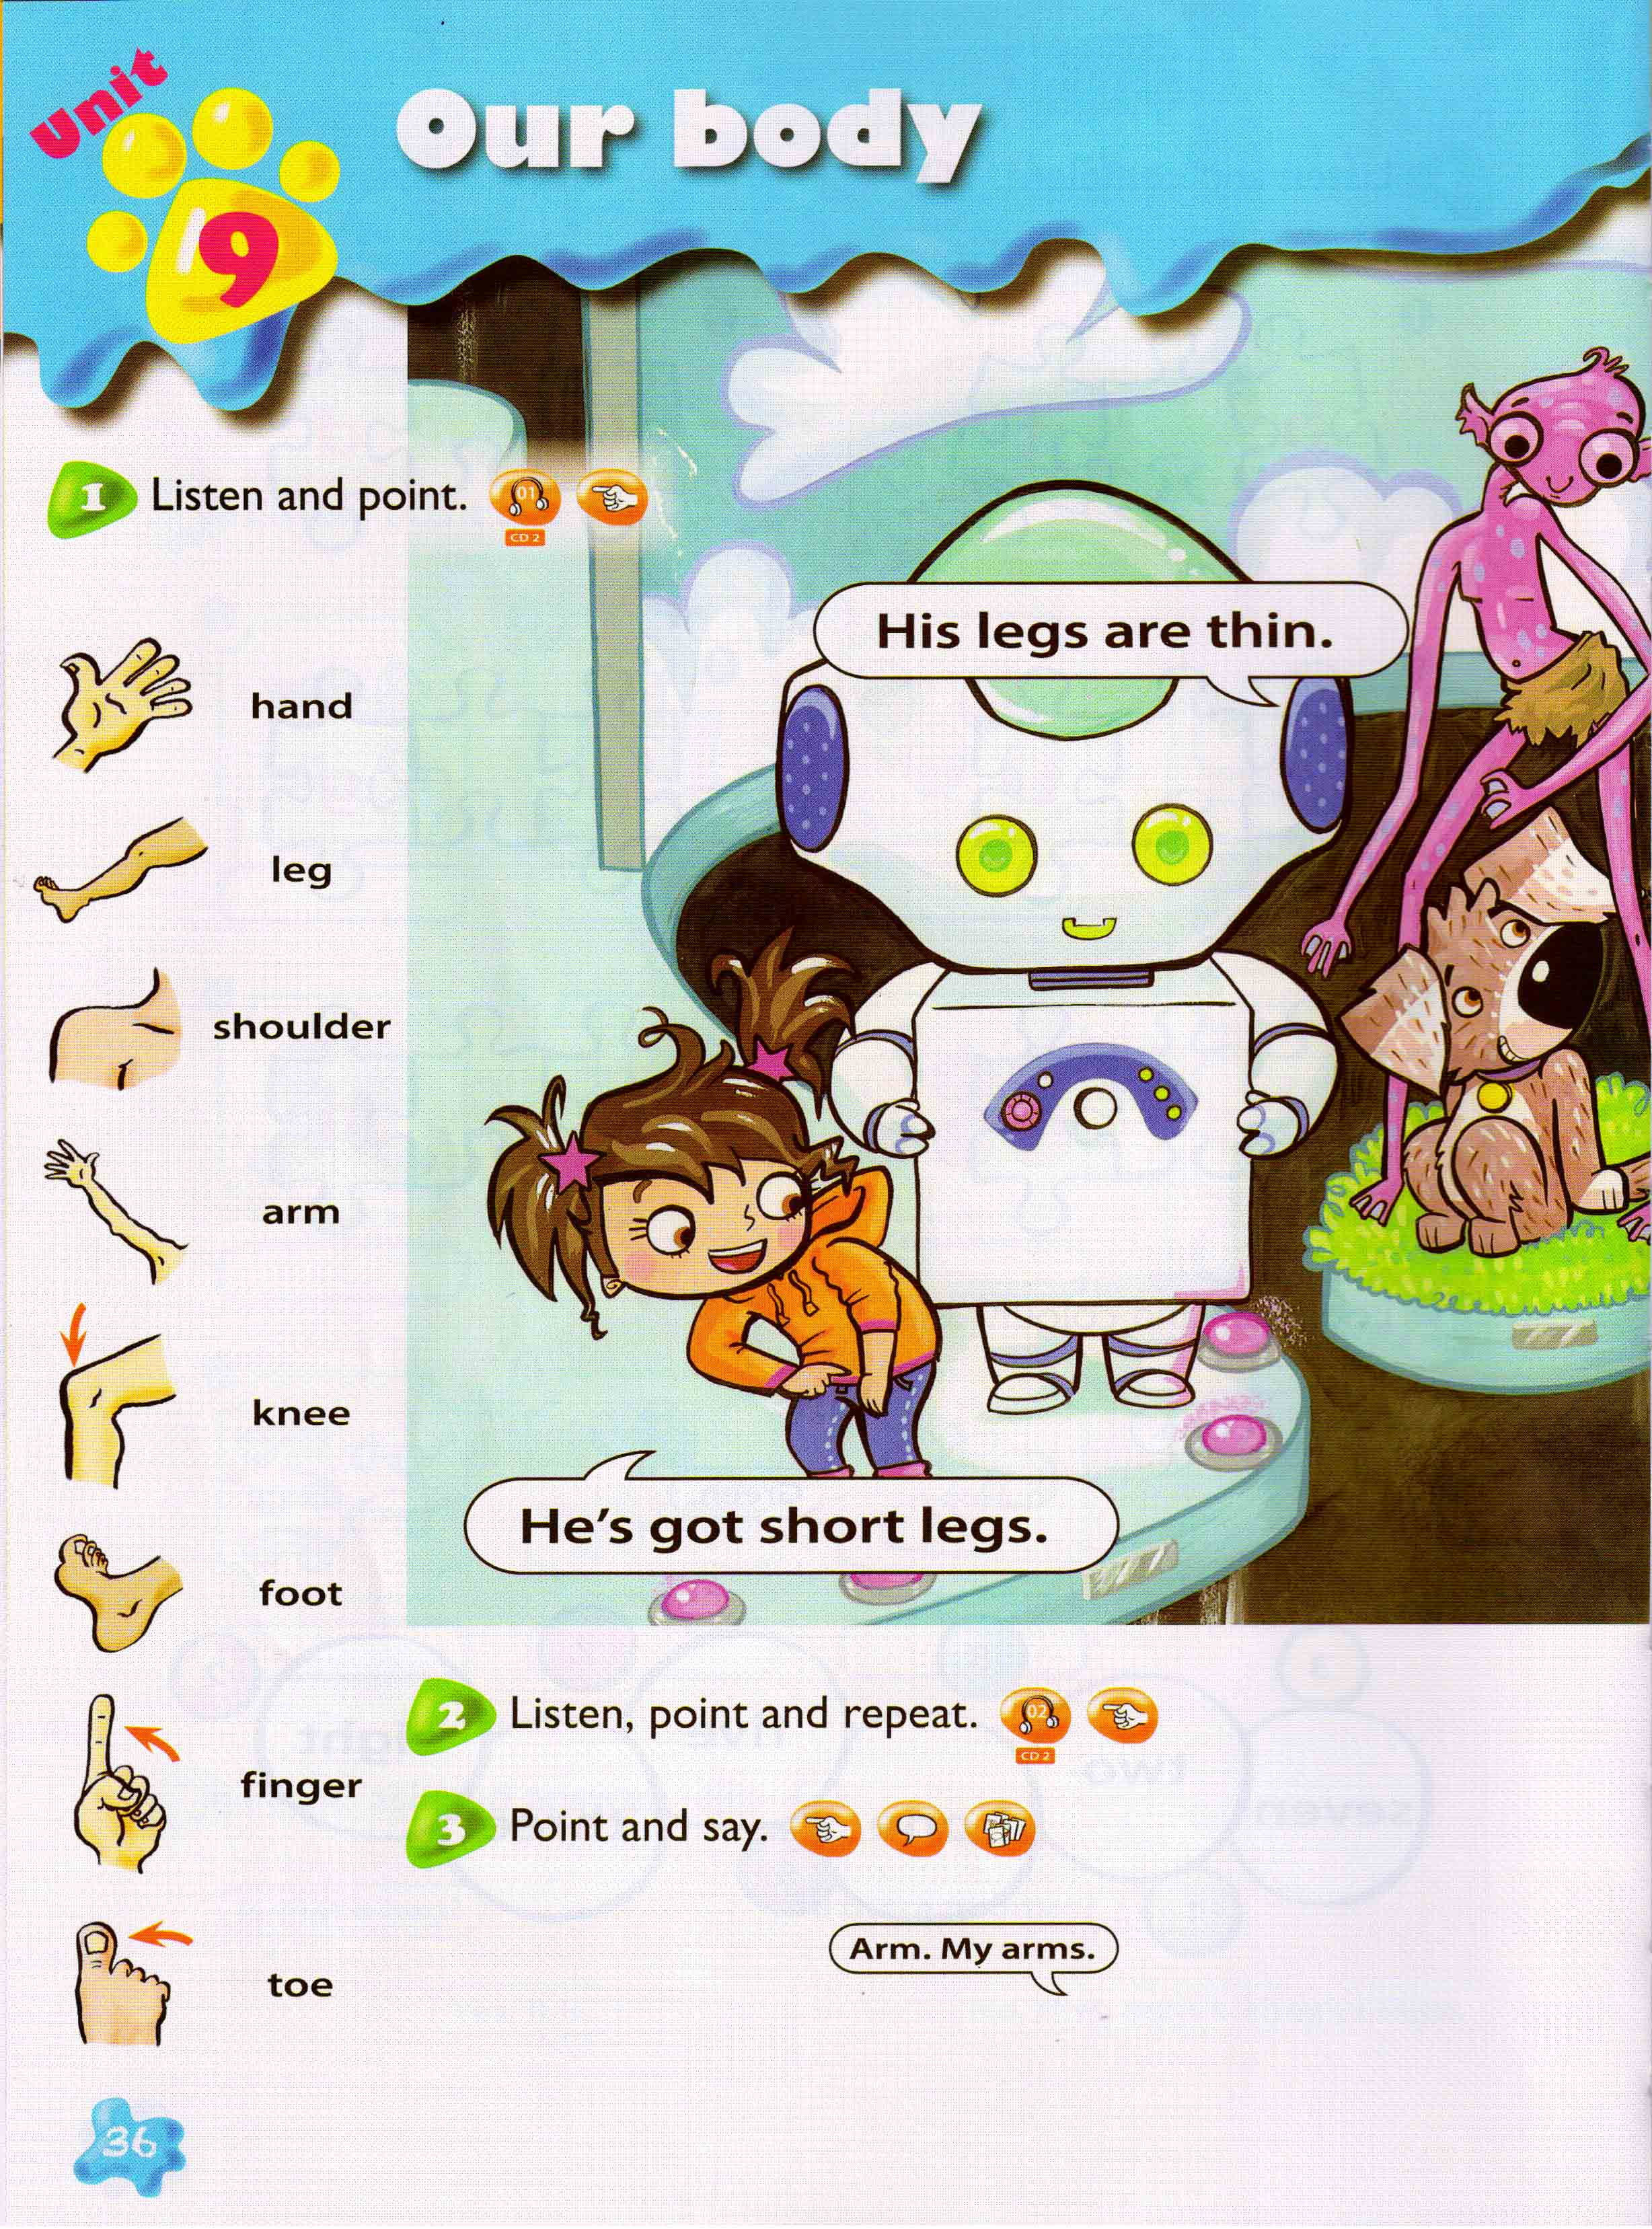 Unit
9
Our body
1 Listen and point.
01
CD 2
hand
leg
shoulder
arm
knee
foot
finger
toe
His legs are thin.
He's got short legs.
2 Listen, point and repeat.
02
CD 2
3 Point and say.
Arm. My arms.
36